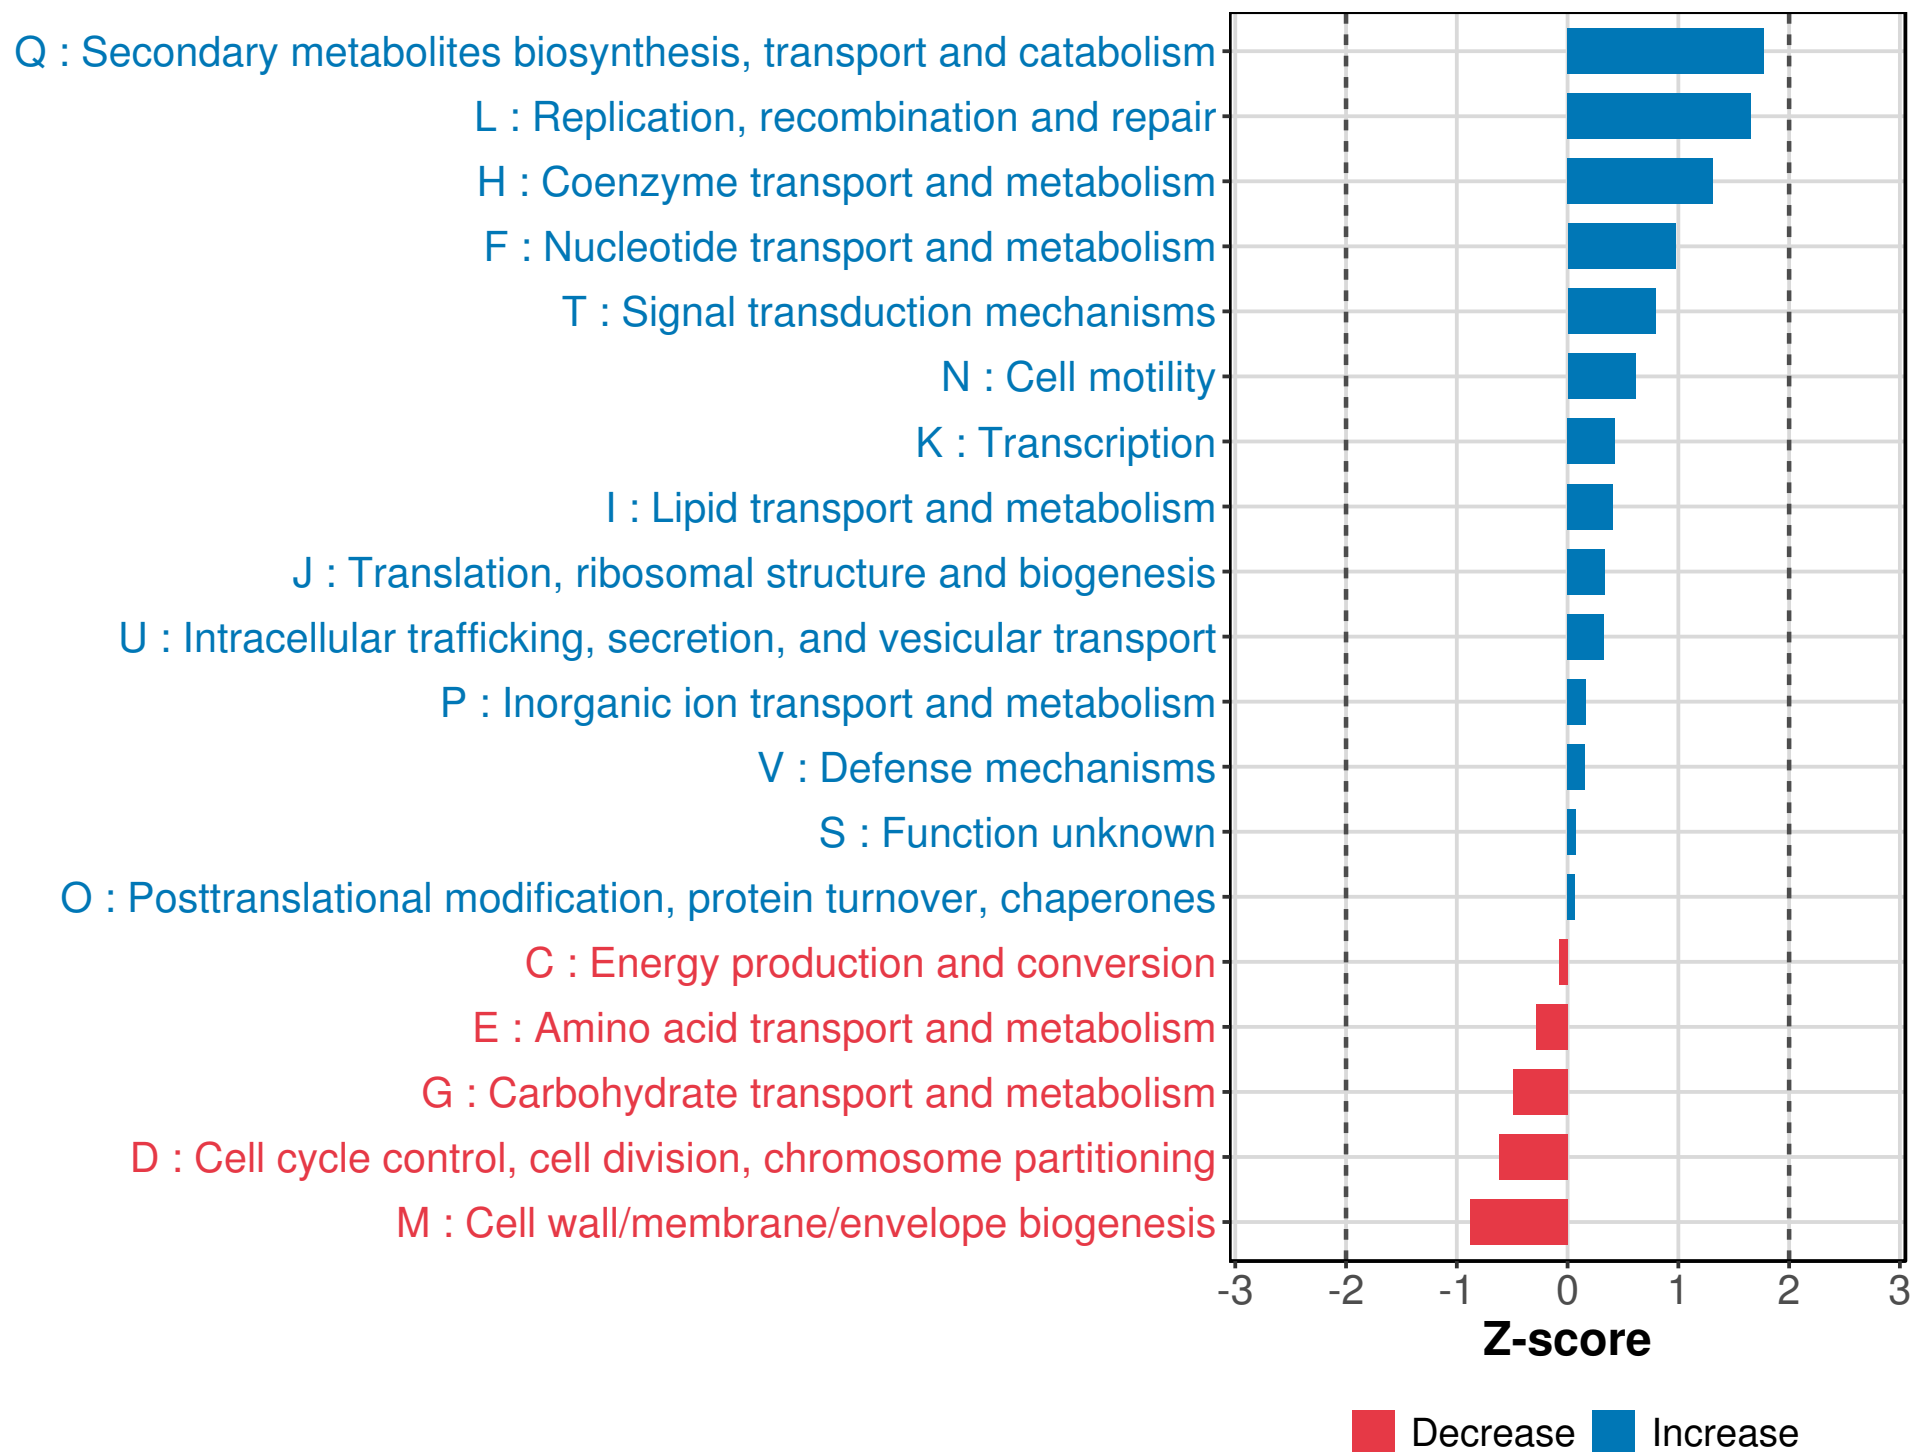 Q : Secondary metabolites biosynthesis, transport and catabolism
L : Replication, recombination and repair
H : Coenzyme transport and metabolism
F : Nucleotide transport and metabolism
T : Signal transduction mechanisms
N : Cell motility
K : Transcription
I : Lipid transport and metabolism
J : Translation, ribosomal structure and biogenesis
U : Intracellular trafficking, secretion, and vesicular transport
P : Inorganic ion transport and metabolism
V : Defense mechanisms
S : Function unknown
O : Posttranslational modification, protein turnover, chaperones
C : Energy production and conversion
E : Amino acid transport and metabolism
G : Carbohydrate transport and metabolism
D : Cell cycle control, cell division, chromosome partitioning
M : Cell wall/membrane/envelope biogenesis
-3 -2 -1 0 1 2 3
Z-score
Decrease Increase